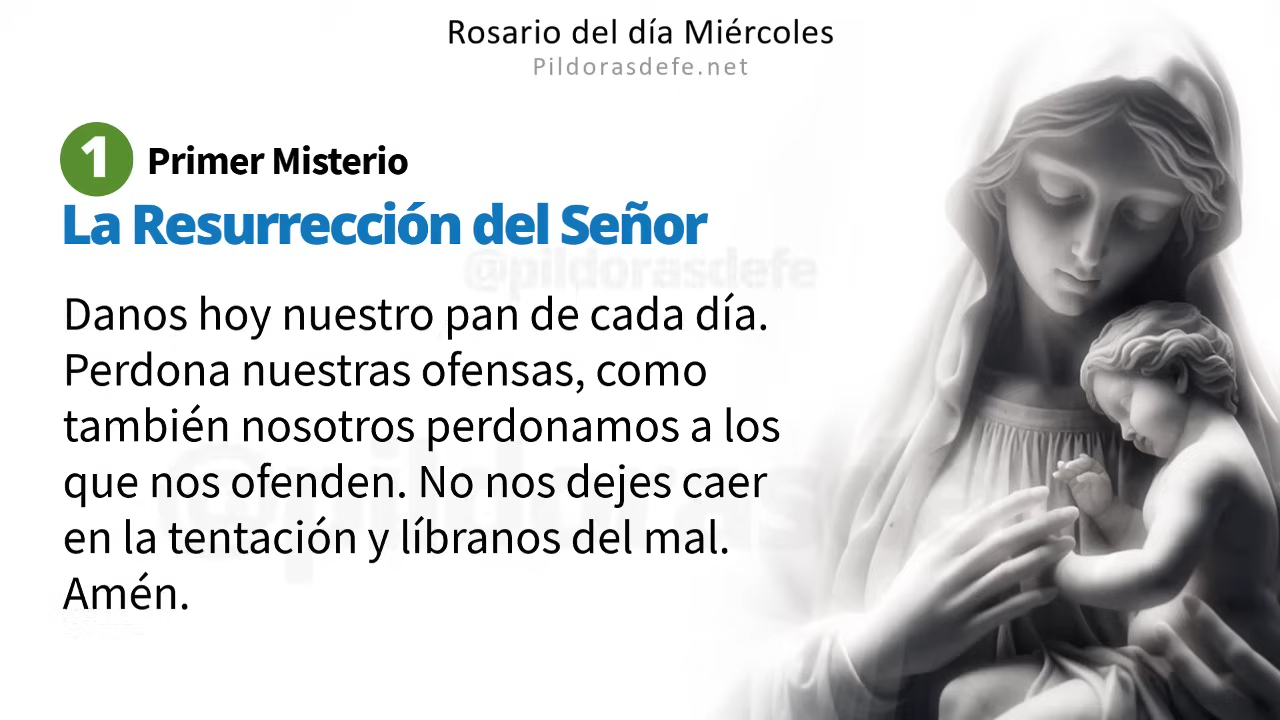 Rosario del día Miércoles
Pildorasdefe.net
1 Primer Misterio
La Resurrección del Señor
@pildorasdefe
Danos hoy nuestro pan de cada día.
Perdona nuestras ofensas, como
también nosotros perdonamos a los
que nos ofenden. No nos dejes caer
en la tentación y líbranos del mal.
Amén.